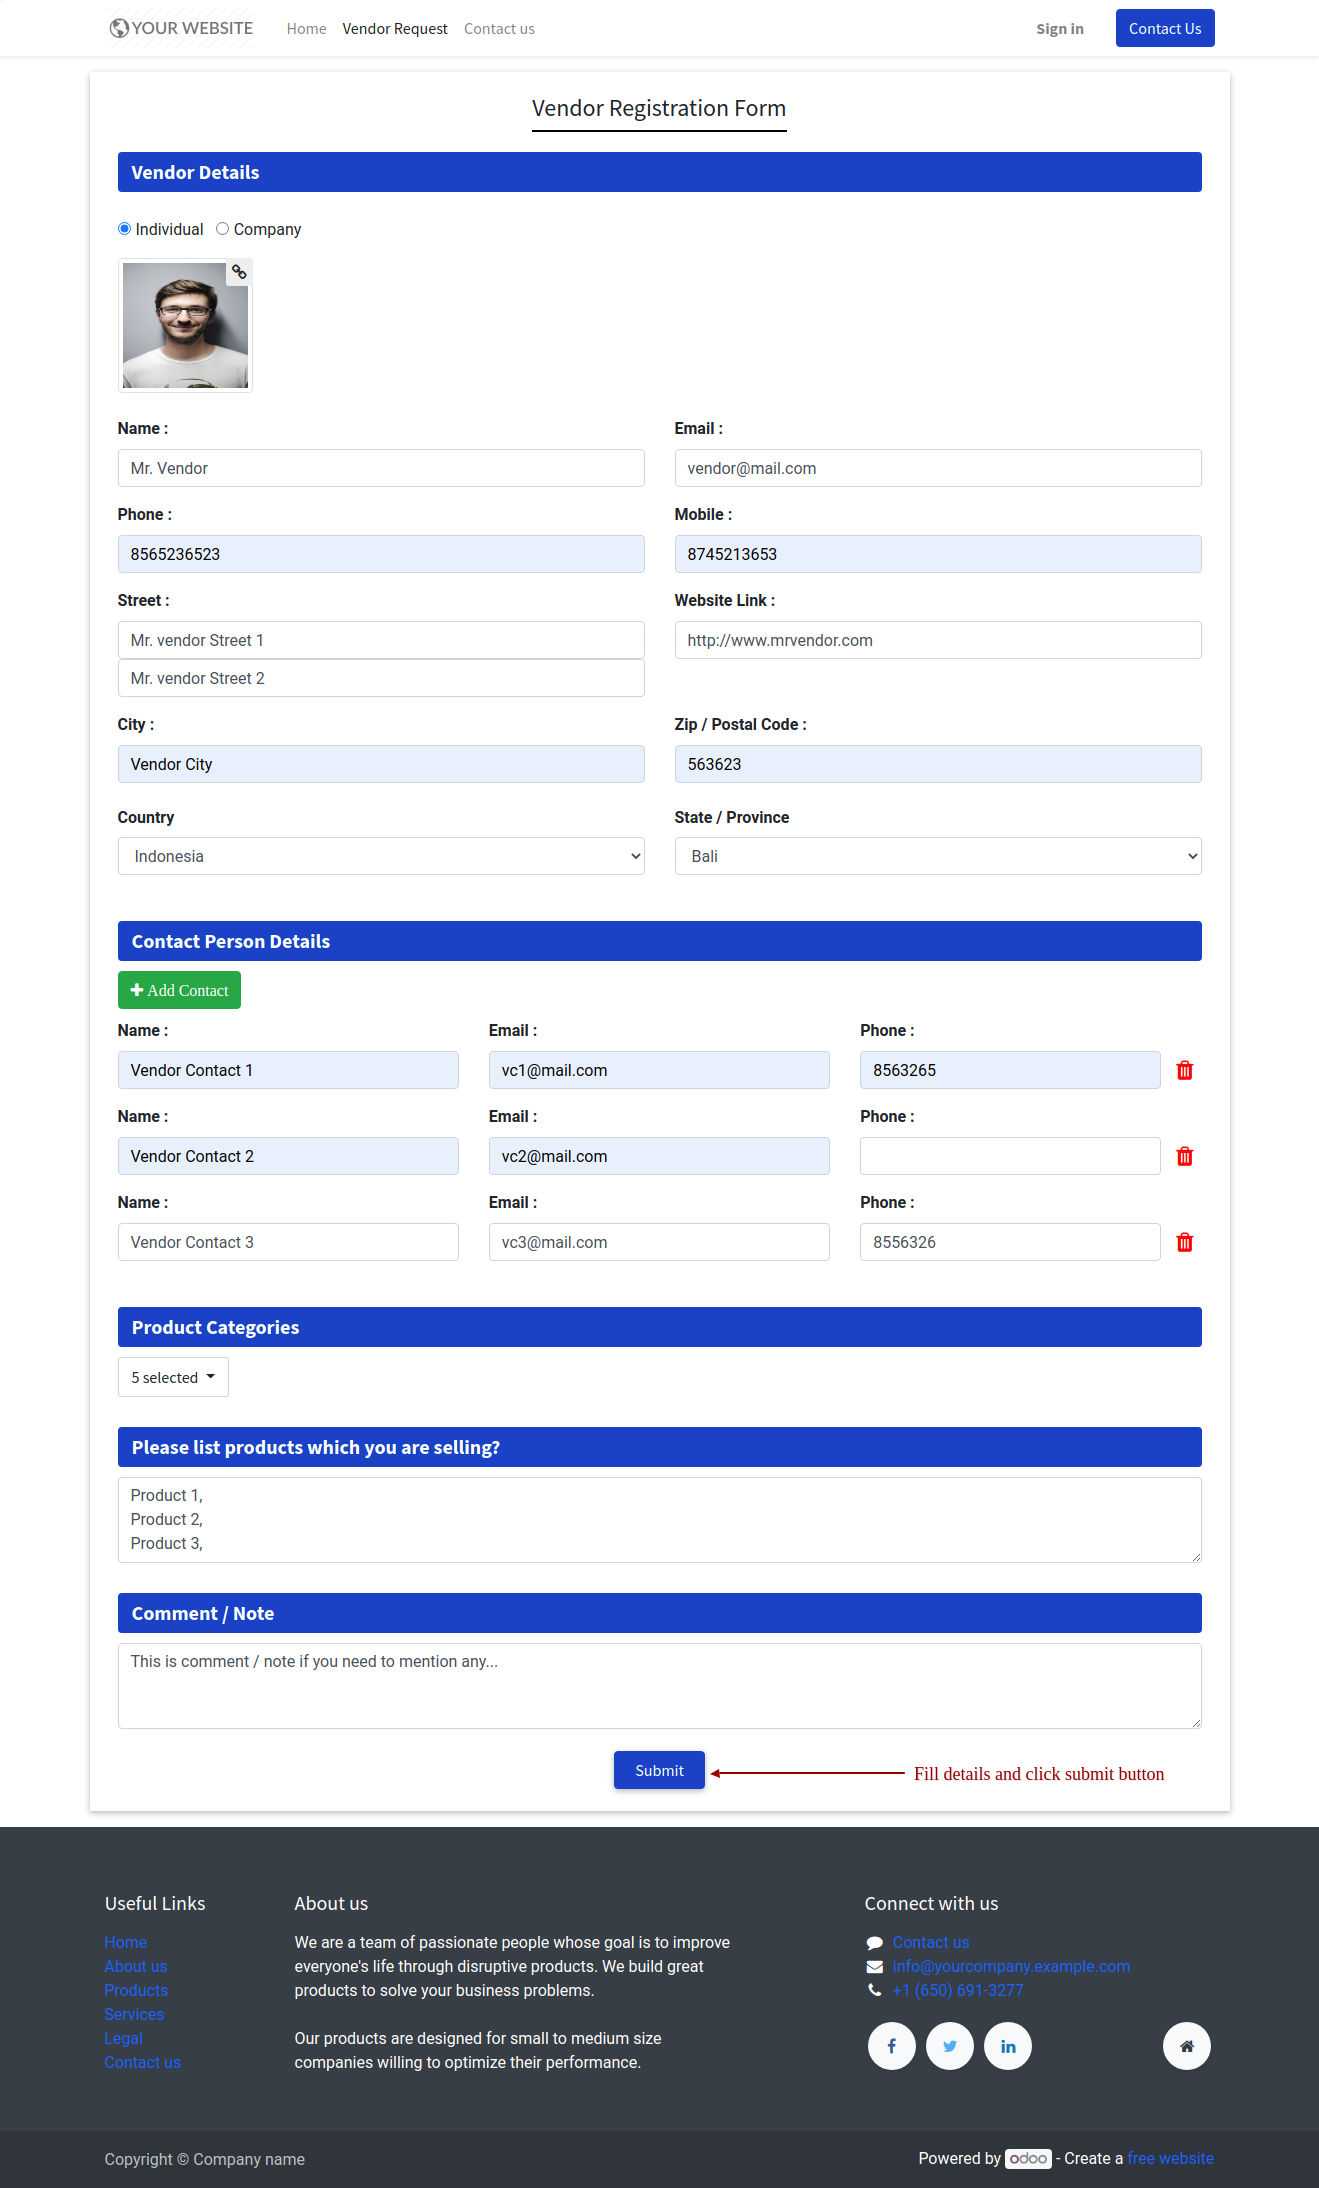 YOUR WEBSITE Home Vendor Request Contact us Sign in Contact Us
Vendor Registration Form
Vendor Details
Individual Company
Name : Email :
Mr. Vendor vendor@mail.com
Phone : Mobile :
8565236523 8745213653
Street : Website Link :
Mr. vendor Street 1 http://www.mrvendor.com
Mr. vendor Street 2
City : Zip / Postal Code :
Vendor City 563623
Country State / Province
Indonesia Bali
Contact Person Details
Add Contact
Name : Email : Phone :
Vendor Contact 1 vc1@mail.com 8563265
Name : Email : Phone :
Vendor Contact 2 vc2@mail.com
Name : Email : Phone :
Vendor Contact 3 vc3@mail.com 8556326
Product Categories
5 selected
Please list products which you are selling?
Product 1,
Product 2,
Product 3,
Comment / Note
This is comment / note if you need to mention any...
Submit Fill details and click submit button
Useful Links
Home
About us
Products
Services
Legal
Contact us
About us
We are a team of passionate people whose goal is to improve
everyone's life through disruptive products. We build great
products to solve your business problems.
Our products are designed for small to medium size
companies willing to optimize their performance.
Connect with us
Contact us
info@yourcompany.example.com
+1 (650) 691-3277
Copyright © Company name
Powered by odoo - Create a free website